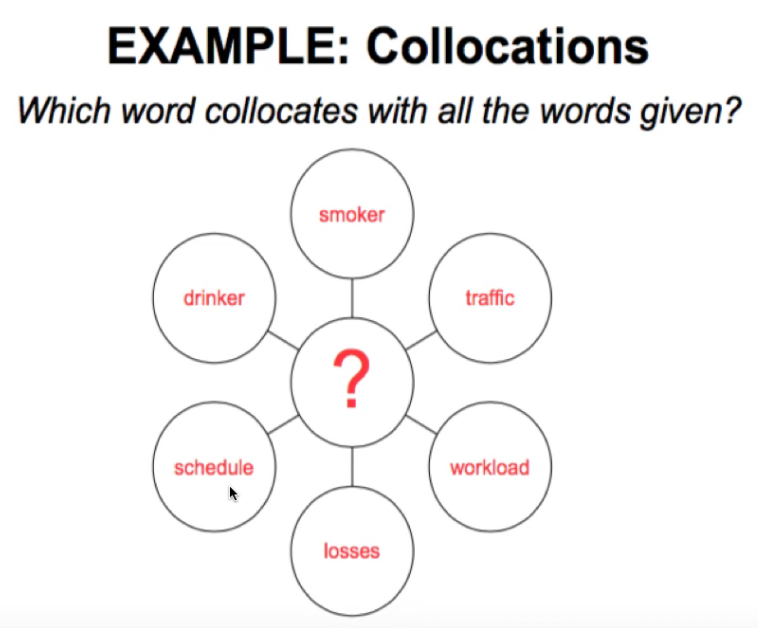 EXAMPLE: Collocations
Which word collocates with all the words given?
smoker
drinker
traffic
?
schedule
workload
losses